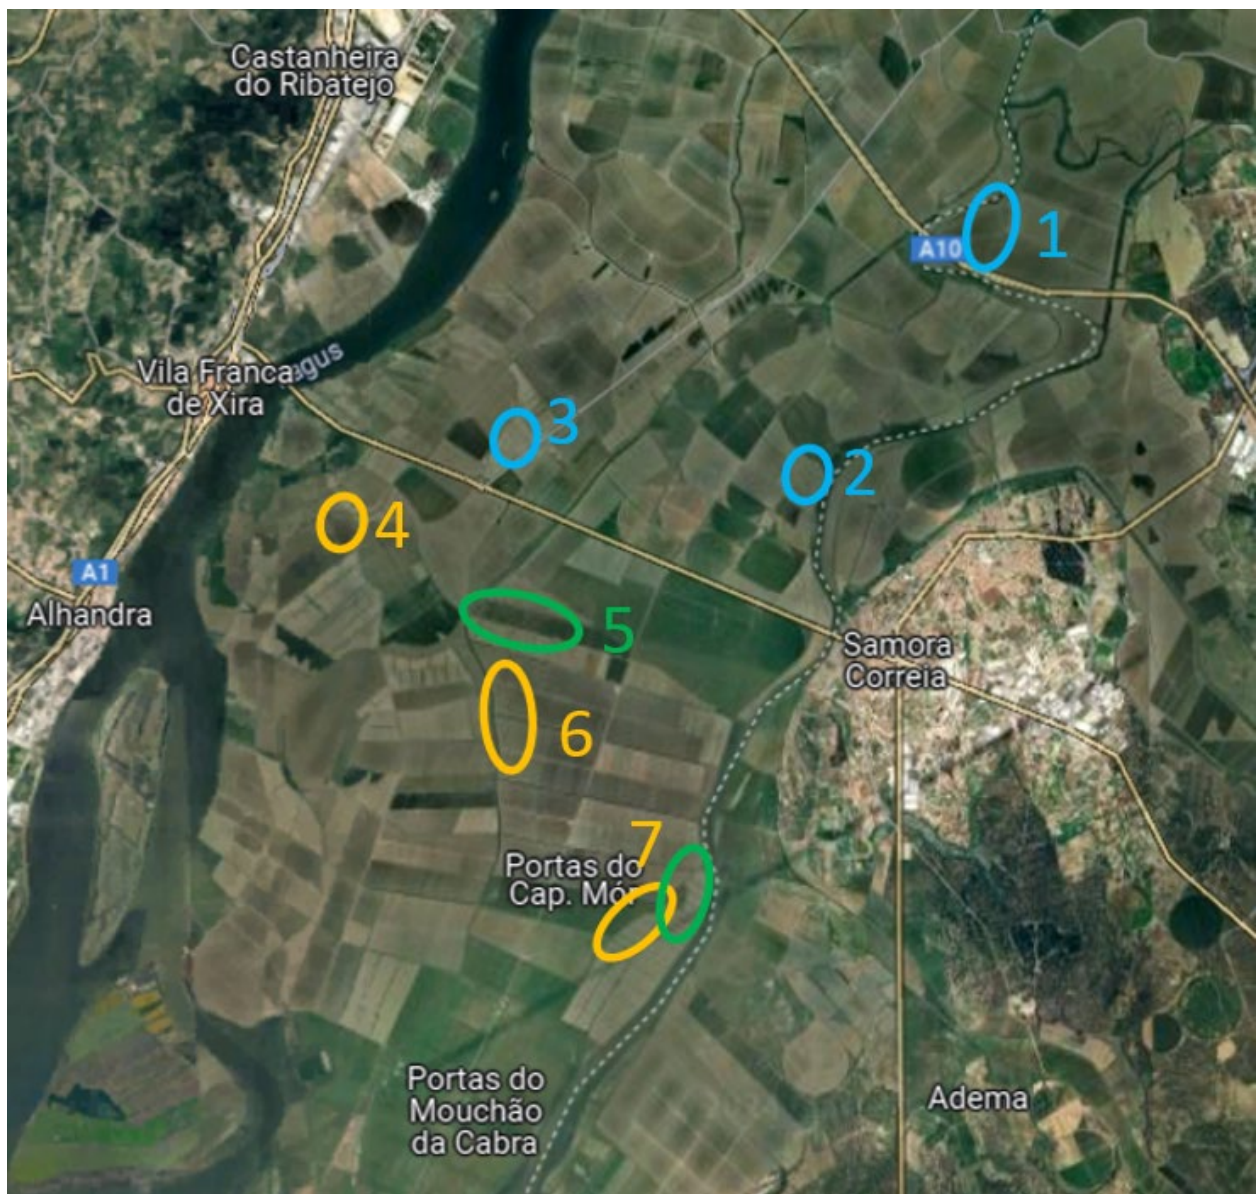 Castanheira
do Ribatejo
1
A10
agus
Vila Franca
de Xira
3
2
4
A1
Alhandra
5
Samora
Correia
6
7
Portas do
Cap. Mór
Portas do
Mouchão
da Cabra
Adema